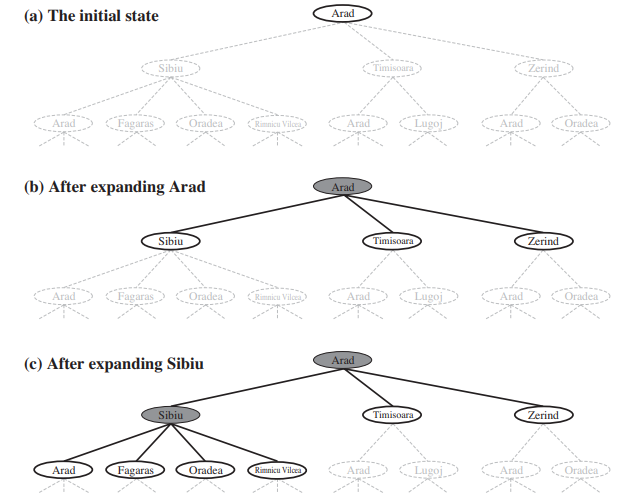 (a) The initial state
Arad
Sibiu
Timisoara
Zerind
Arad
Fagaras
Oradea
Rimnicu Vilcea
Arad
Lugoj
Arad
Oradea
(b) After expanding Arad
Arad
Sibiu
Timisoara
Zerind
Arad
Fagaras
Oradea
Rimnicu Vilcea
Arad
Lugoj
Arad
Oradea
(c) After expanding Sibiu
Arad
Sibiu
Timisoara
Zerind
Arad
Fagaras
Oradea
Rimnicu Vilcea
Arad
Lugoj
Arad
Oradea